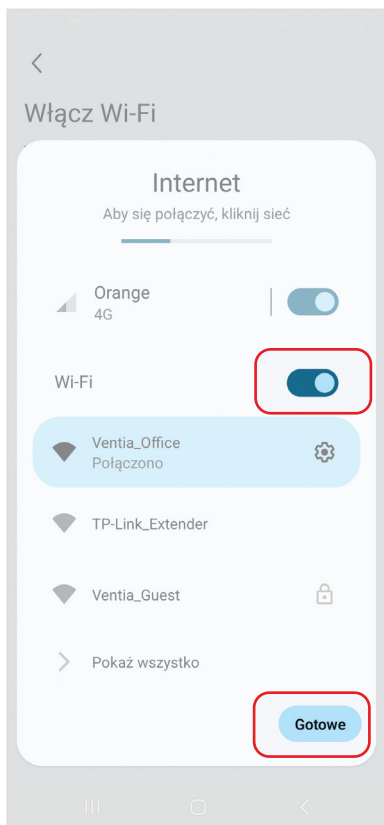 Włącz Wi-Fi
Internet
Aby się połączyć, kliknij sieć
Orange
4G
Wi-Fi
Ventia_Office
Połączono
TP-Link_Extender
Ventia_Guest
Pokaż wszystko
Gotowe